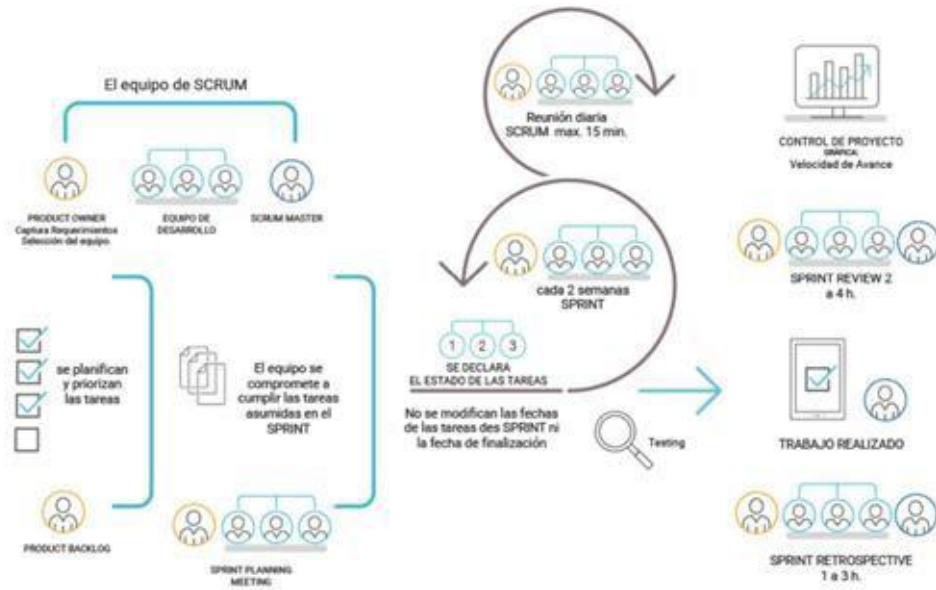 El equipo de SCRUM
PRODUCT OWNER
Captura Requerimientos
Selección del equipo.
EQUIPO DE
DESARROLLO
SCRUM MASTER
se planifican
y priorizan
las tareas
PRODUCT BACKLOG
El equipo se
compromete a
cumplir las tareas
asumidas en el
SPRINT
SPRINT PLANNING
MEETING
Reunión diaria
SCRUM max. 15 min.
cada 2 semanas
SPRINT
1 2 3
SE DECLARA
EL ESTADO DE LAS TAREAS
No se modifican las fechas
de las tareas des SPRINT ni
la fecha de finalización
Testing
CONTROL DE PROYECTO
GRÁFICA:
Velocidad de Avance
SPRINT REVIEW 2
a 4 h.
TRABAJO REALIZADO
SPRINT RETROSPECTIVE
1 a 3 h.